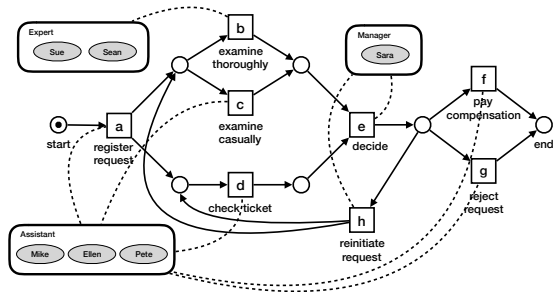 Expert
Sue
Sean
b
examine
thoroughly
Manager
Sara
f
pay
compensation
c
examine
casually
start
a
register
request
e
decide
end
g
reject
request
d
check ticket
h
reinitiate
request
Assistant
Mike
Ellen
Pete